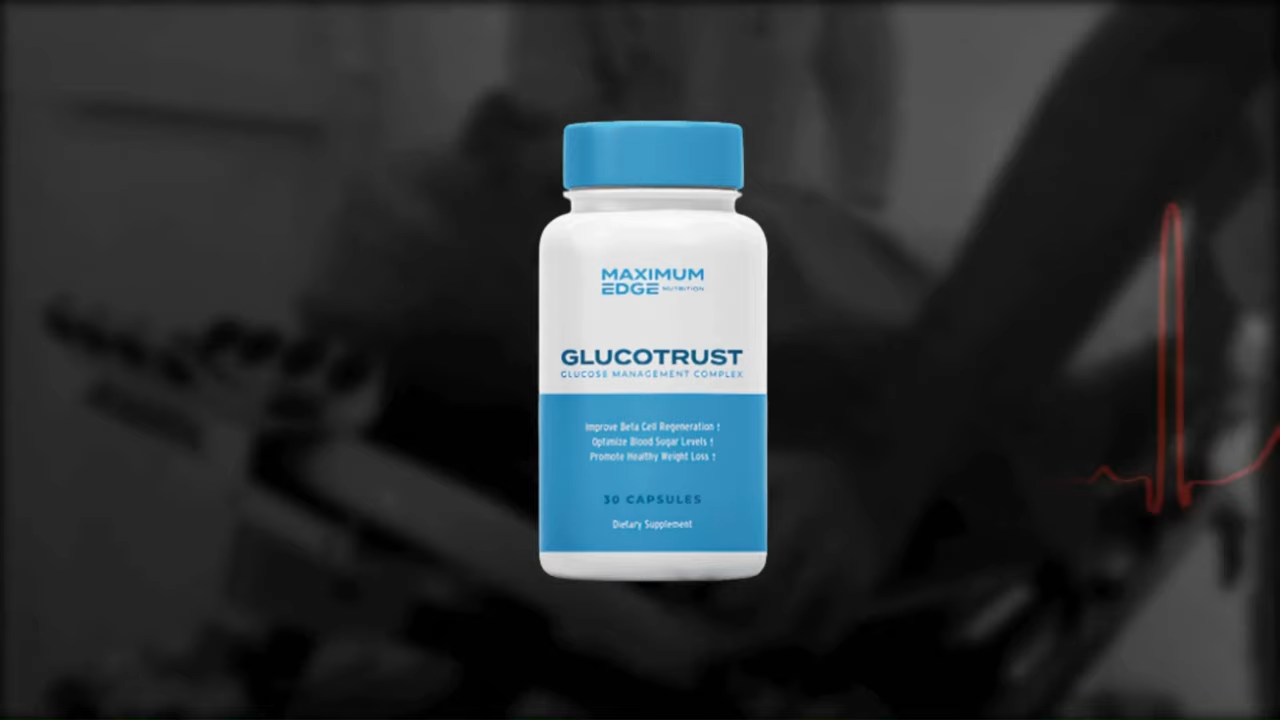 MAXIMUM
EDGE NUTRITION
GLUCOTRUST
GLUCOSE MANAGEMENT COMPLEX
Improve Beta Cell Regeneration †
Optimize Blood Sugar Levels †
Promote Healthy Weight Loss †
30 CAPSULES
Dietary Supplement